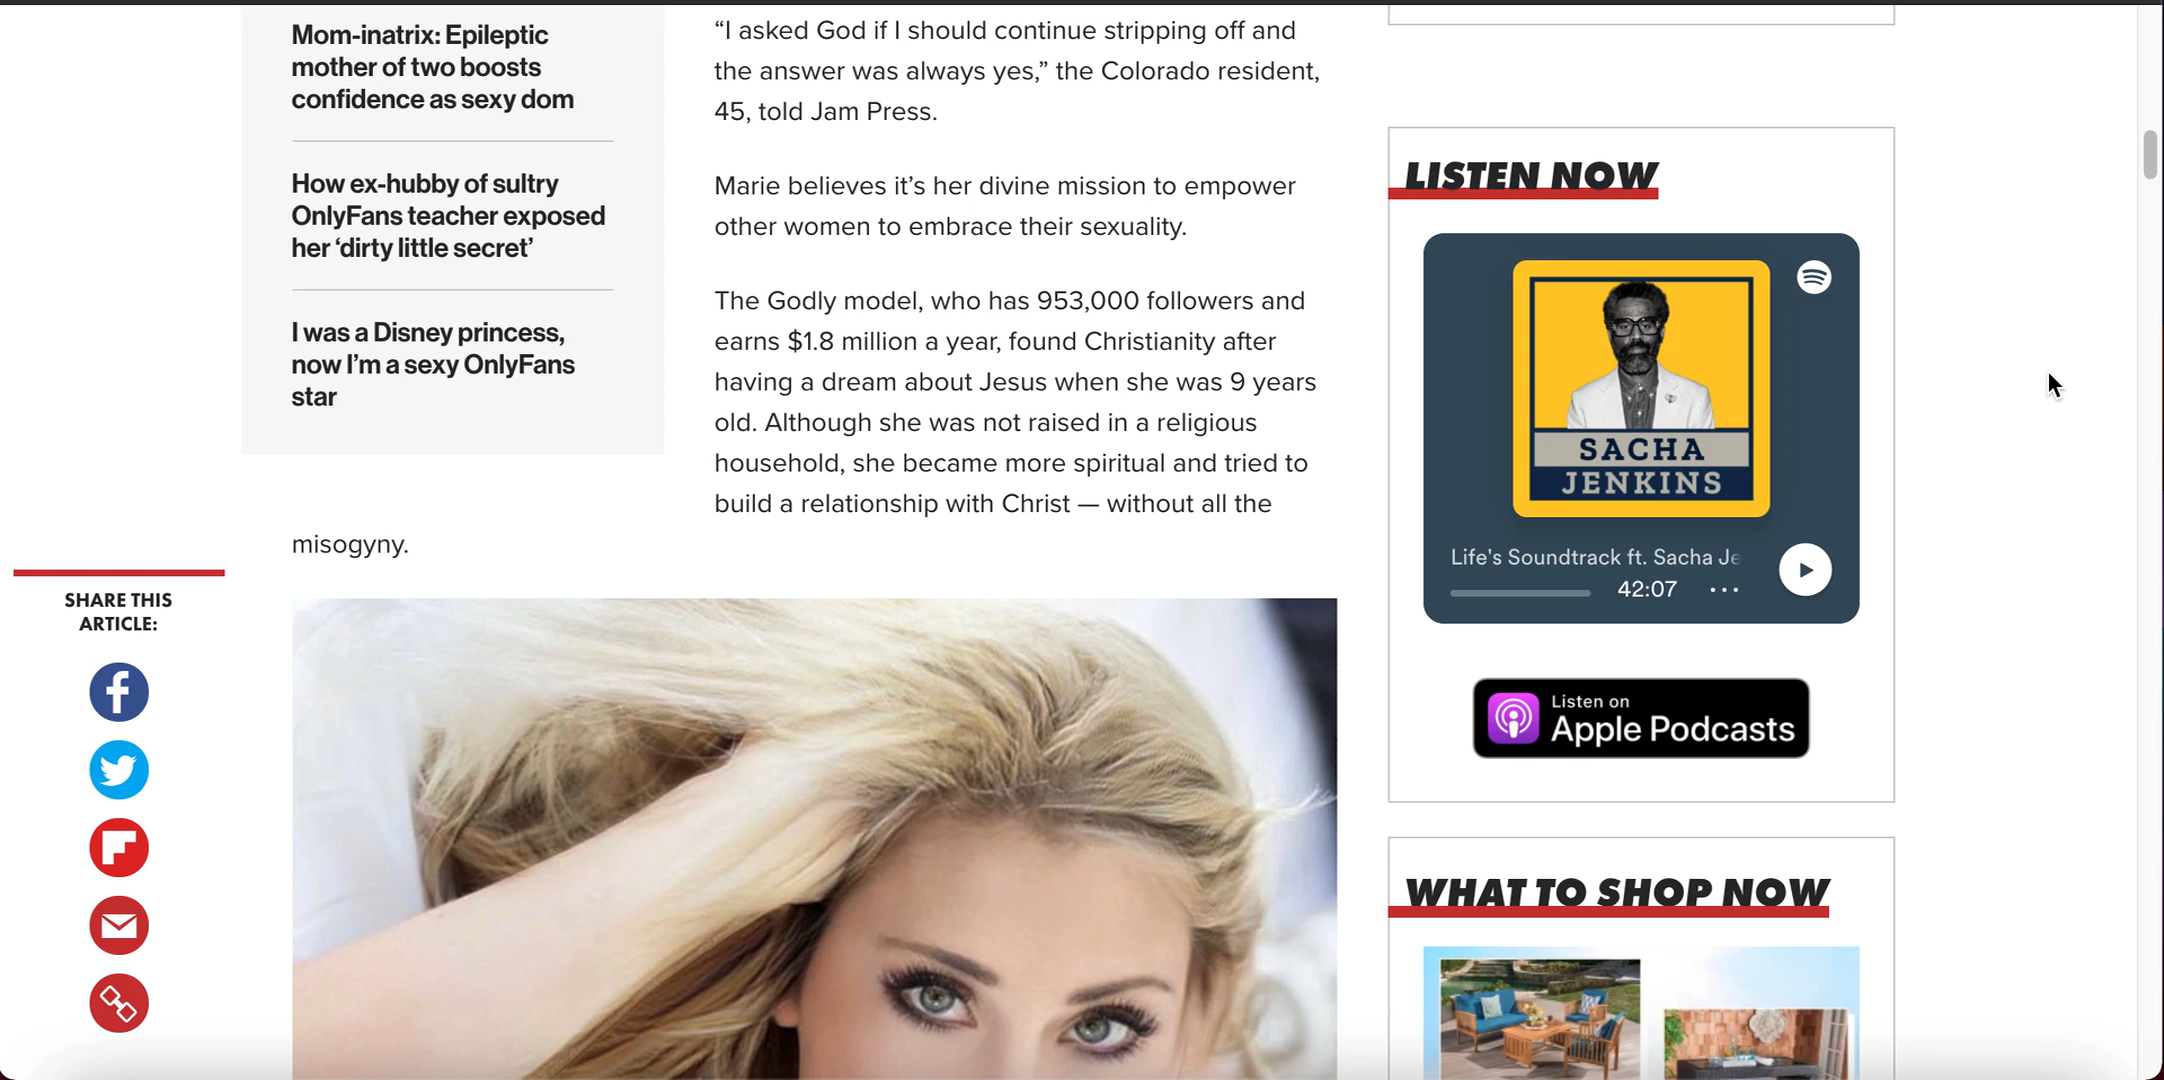 Mom-inatrix: Epileptic
mother of two boosts
confidence as sexy dom
How ex-hubby of sultry
OnlyFans teacher exposed
her ‘dirty little secret’
I was a Disney princess,
now I’m a sexy OnlyFans
star
“I asked God if I should continue stripping off and
the answer was always yes,” the Colorado resident,
45, told Jam Press.
Marie believes it’s her divine mission to empower
other women to embrace their sexuality.
The Godly model, who has 953,000 followers and
earns $1.8 million a year, found Christianity after
having a dream about Jesus when she was 9 years
old. Although she was not raised in a religious
household, she became more spiritual and tried to
build a relationship with Christ — without all the
misogyny.
SHARE THIS
ARTICLE:
LISTEN NOW
SACHA
JENKINS
Life's Soundtrack ft. Sacha Je
42:07
Listen on
Apple Podcasts
WHAT TO SHOP NOW